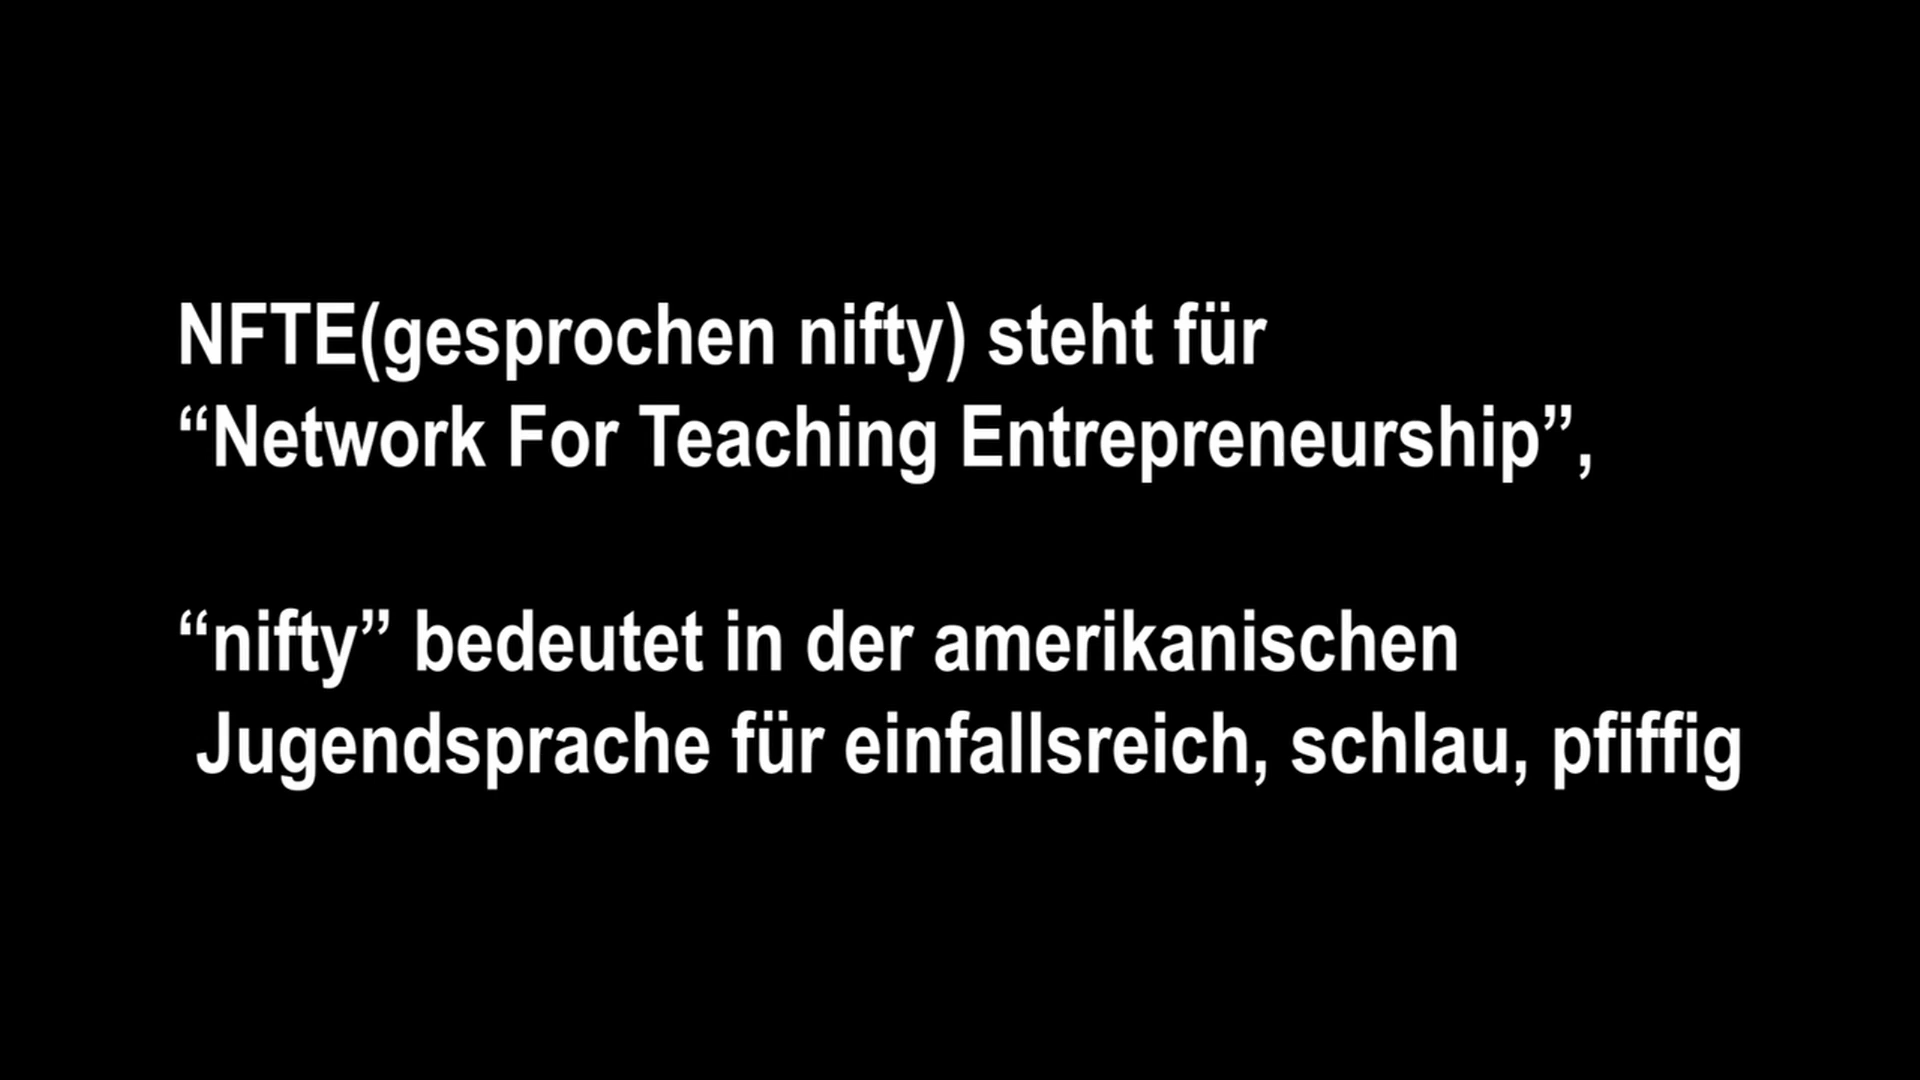 NFTE(gesprochen nifty) steht für
“Network For Teaching Entrepreneurship”,
“nifty” bedeutet in der amerikanischen
Jugendsprache für einfallsreich, schlau, pfiffig